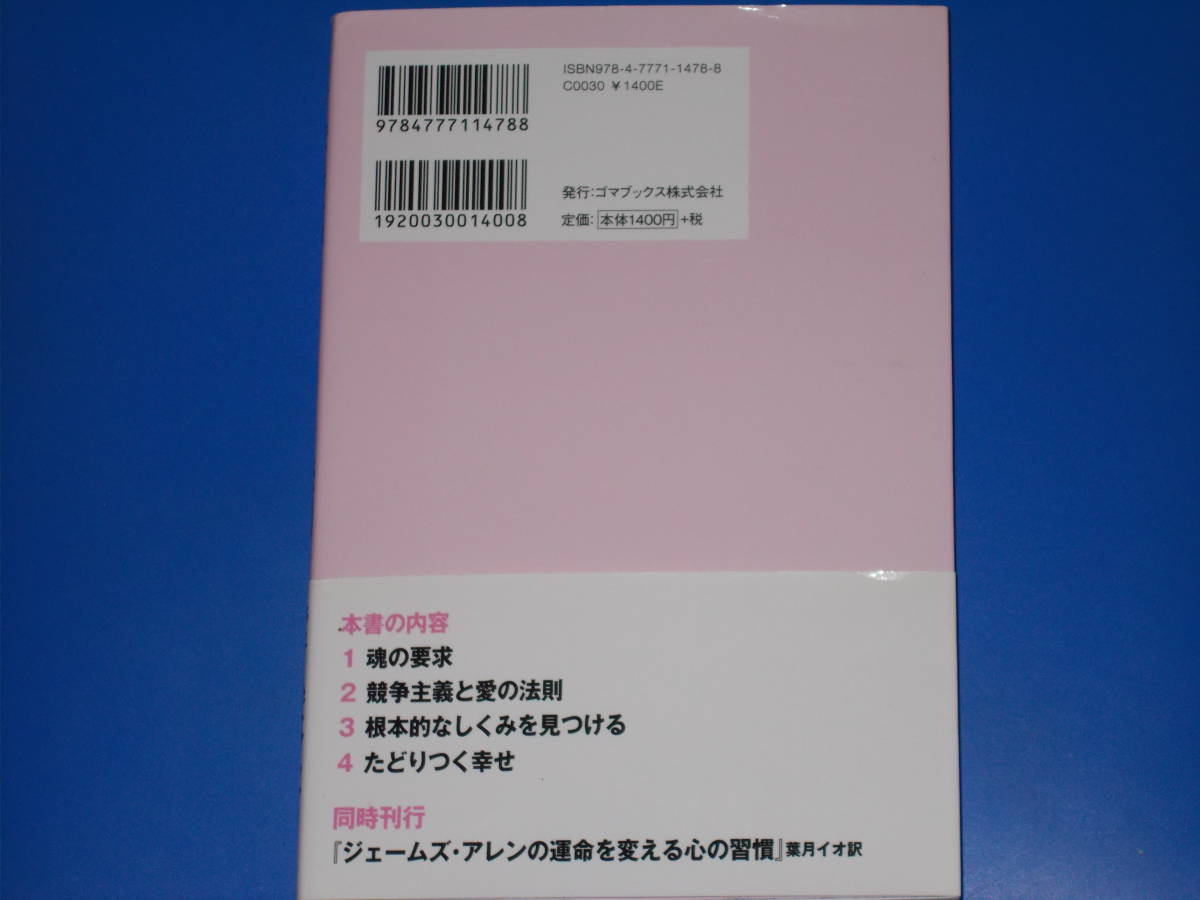 ISBN978-4-7771-1478-8
C0030 ¥1400E
9784777114788
1920030014008
発行:ゴマブックス株式会社
定価: 本体1400円 +税
本書の内容
1 魂の要求
2 競争主義と愛の法則
3 根本的なしくみを見つける
4 たどりつく幸せ
同時刊行
『ジェームズ・アレンの運命を変える心の習慣』葉月イオ訳